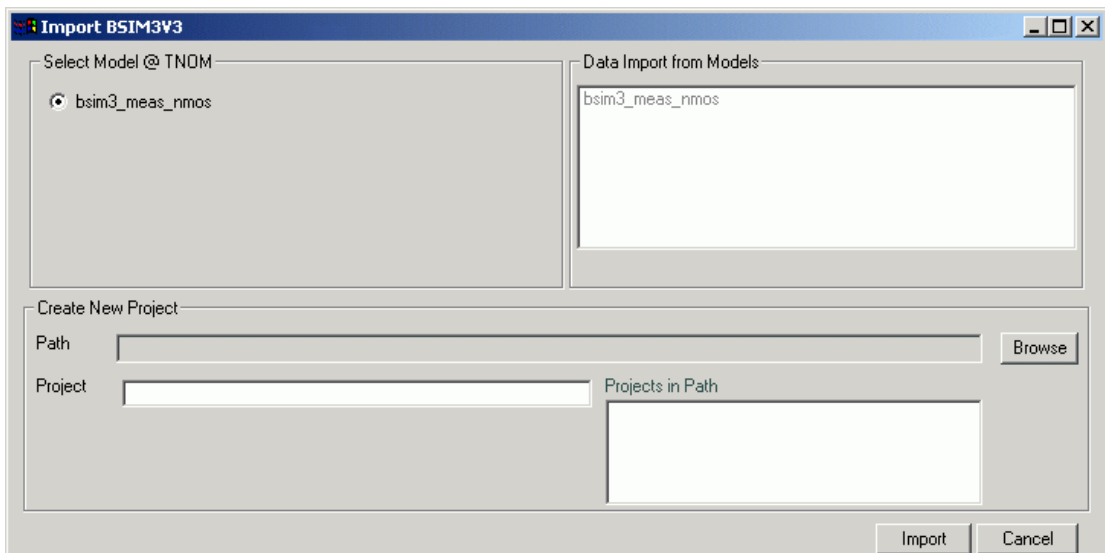 Import BSIM3V3
Select Model @ TNOM
bsim3_meas_nmos
Data Import from Models
bsim3_meas_nmos
Create New Project
Path
Browse
Project
Projects in Path
Import
Cancel